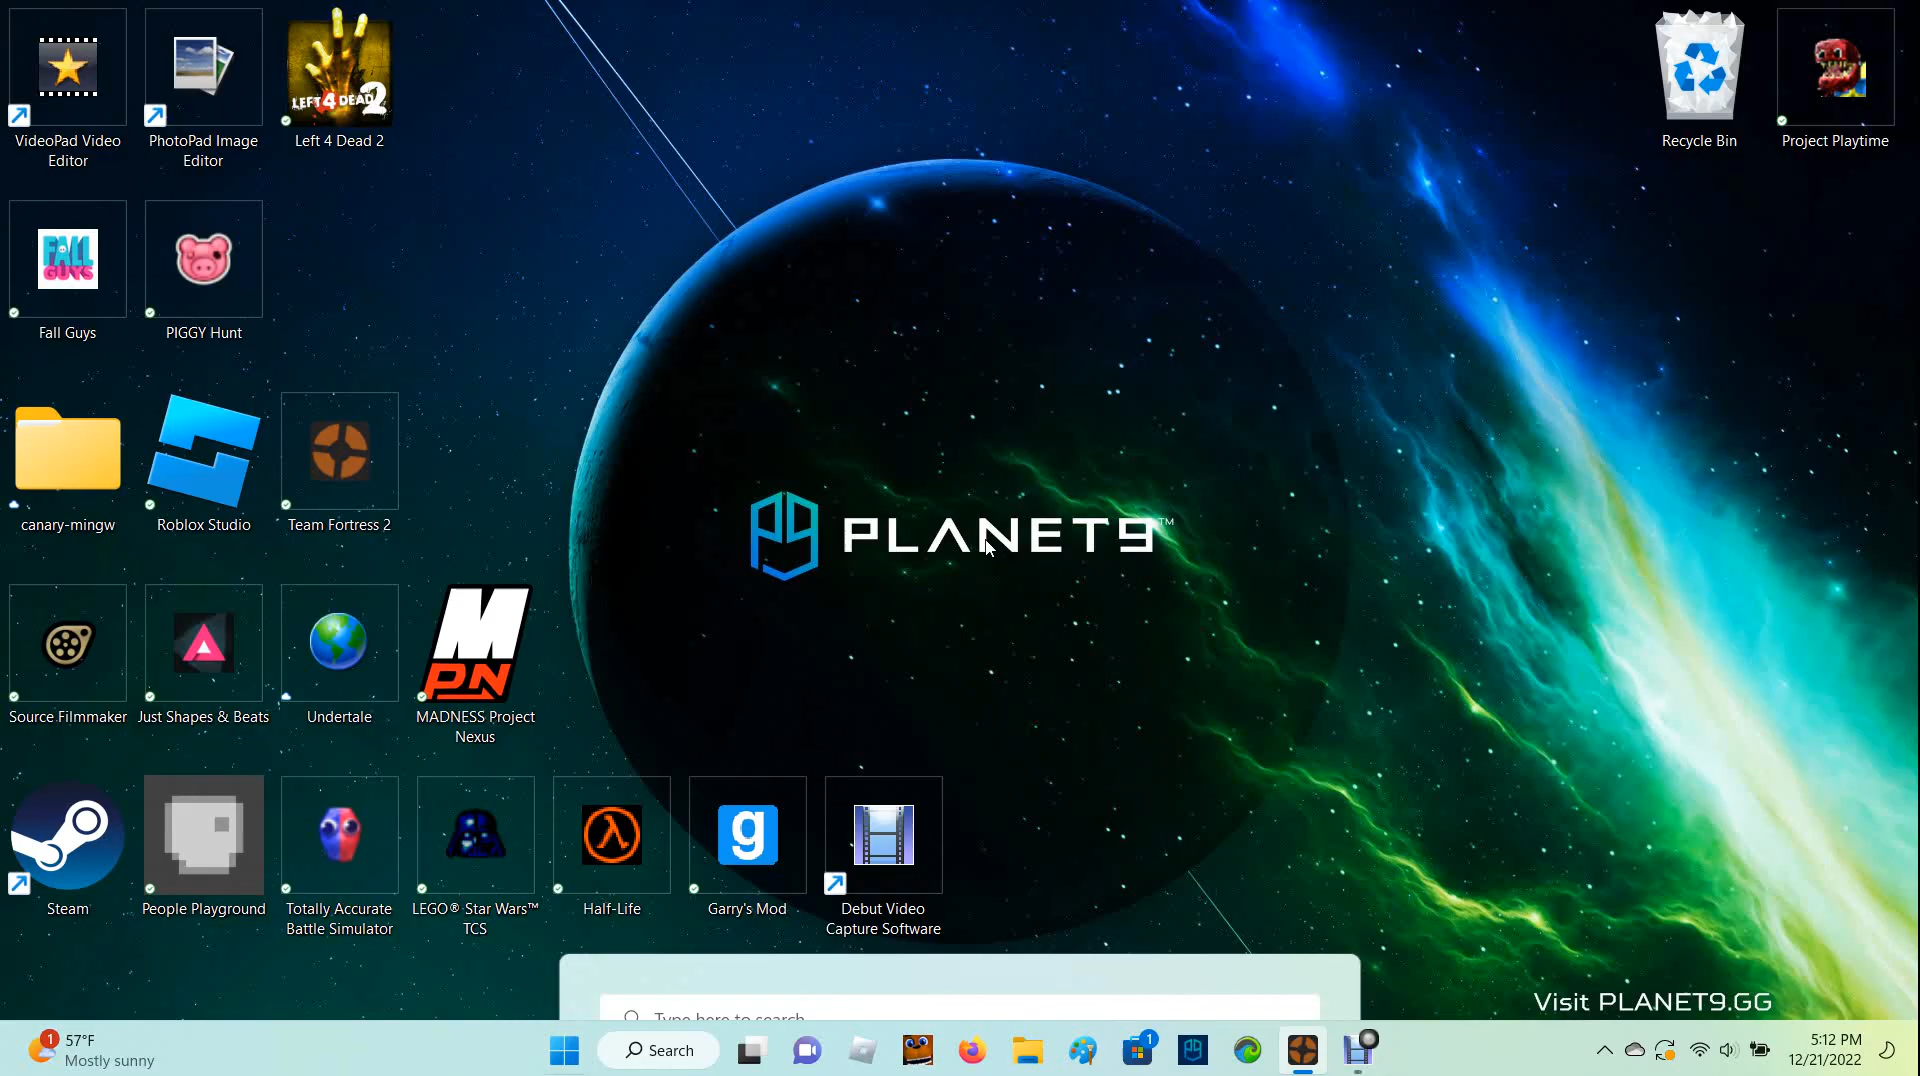 VideoPad Video
Editor
PhotoPad Image
Editor
LEFT 4 DEAD 2
Left 4 Dead 2
Recycle Bin
Project Playtime
FALL
GUYS
Fall Guys
PIGGY Hunt
canary-mingw
Roblox Studio
Team Fortress 2
PLANET9™
Source Filmmaker
Just Shapes & Beats
Undertale
M
PN
MADNESS Project
Nexus
Steam
People Playground
Totally Accurate
Battle Simulator
LEGO® Star Wars™
TCS
Half-Life
g
Garry's Mod
Debut Video
Capture Software
Visit PLANET9.GG
Type here to search
1
57°F
Mostly sunny
Search
1
5:12 PM
12/21/2022